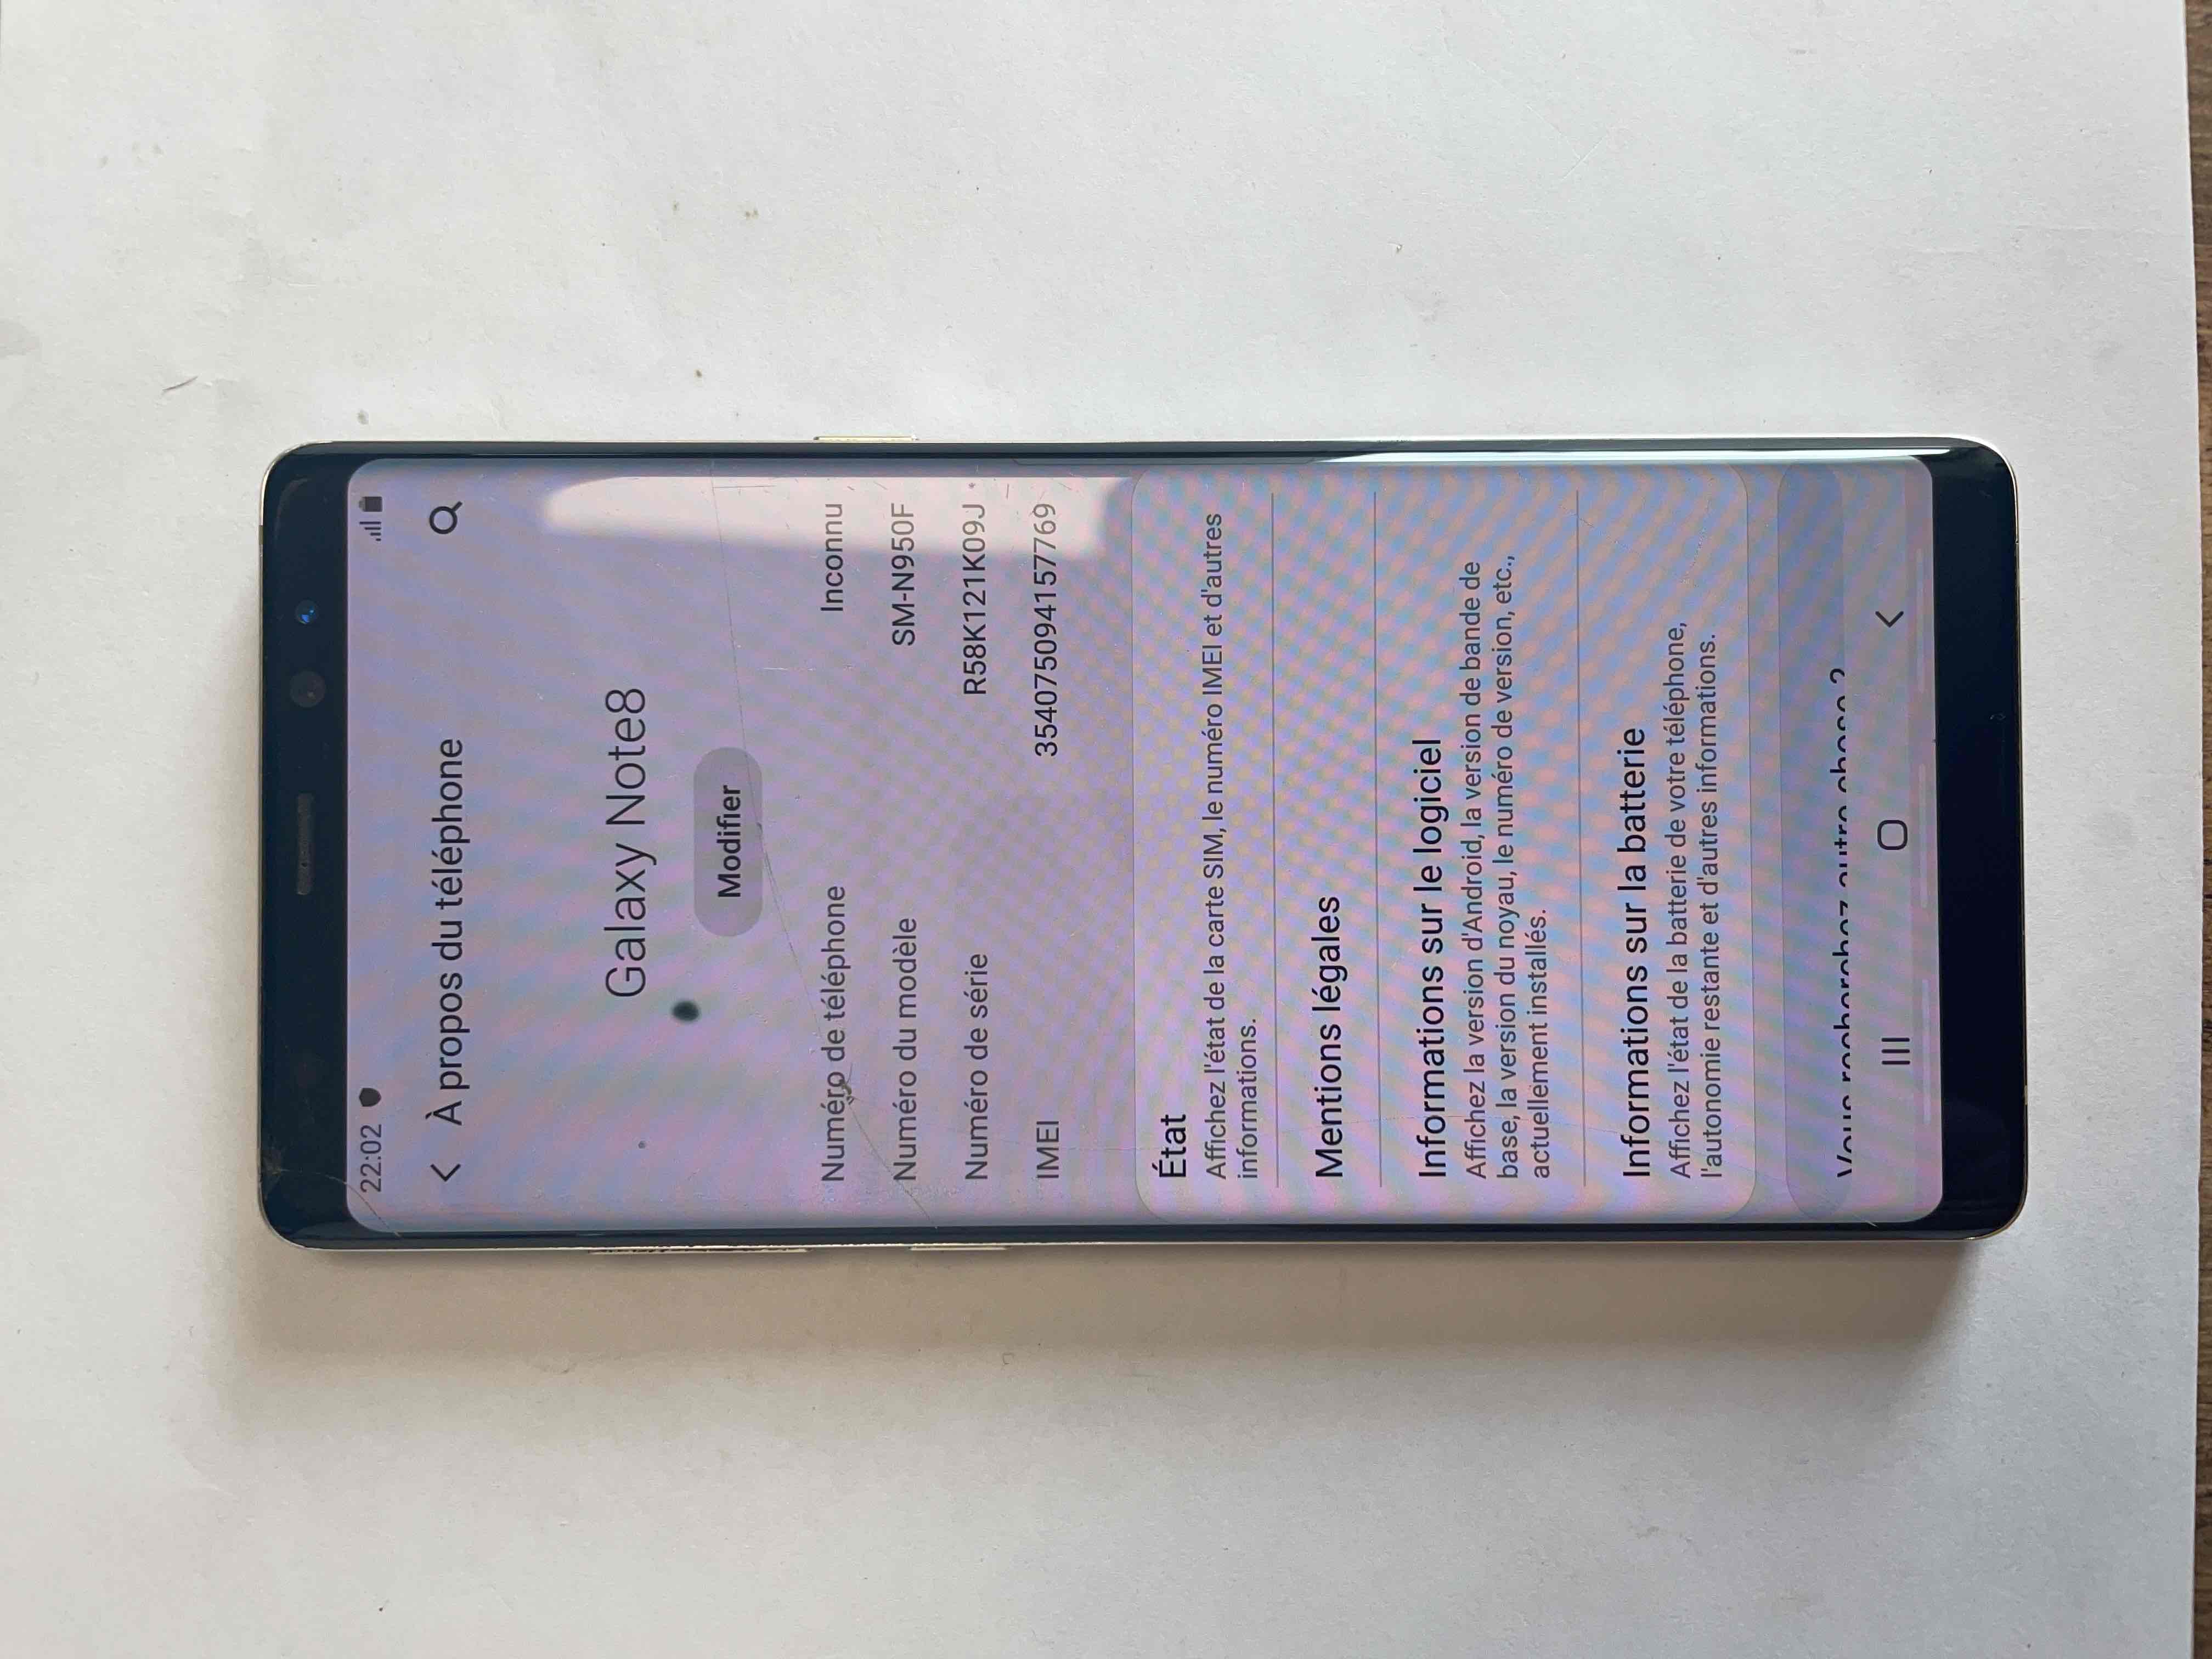 22:02
À propos du téléphone
Galaxy Note8
Modifier
Numéro de téléphone Inconnu
Numéro du modèle SM-N950F
Numéro de série R58K121K09J
IMEI 354075094157769
État
Affichez l'état de la carte SIM, le numéro IMEI et d'autres
informations.
Mentions légales
Informations sur le logiciel
Affichez la version d'Android, la version de bande de
base, la version du noyau, le numéro de version, etc.,
actuellement installés.
Informations sur la batterie
Affichez l'état de la batterie de votre téléphone,
l'autonomie restante et d'autres informations.
Vous recherchez autre chose ?